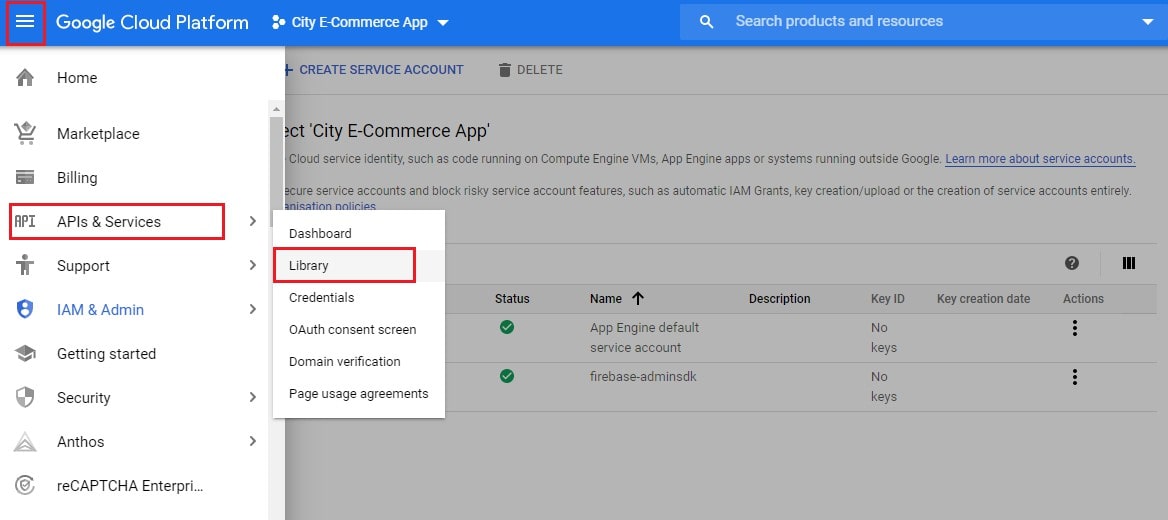 Google Cloud Platform
City E-Commerce App
Search products and resources
Home
Marketplace
Billing
API
APIs & Services
Support
IAM & Admin
Getting started
Security
Anthos
reCAPTCHA Enterpri...
Dashboard
Library
Credentials
OAuth consent screen
Domain verification
Page usage agreements
CREATE SERVICE ACCOUNT
DELETE
ect 'City E-Commerce App'
Cloud service identity, such as code running on Compute Engine VMs, App Engine apps or systems running outside Google. Learn more about service accounts.
ecure service accounts and block risky service account features, such as automatic IAM Grants, key creation/upload or the creation of service accounts entirely.
ganisation policies.
Status Name Description Key ID Key creation date Actions
App Engine default No
service account keys
firebase-adminsdk No
keys